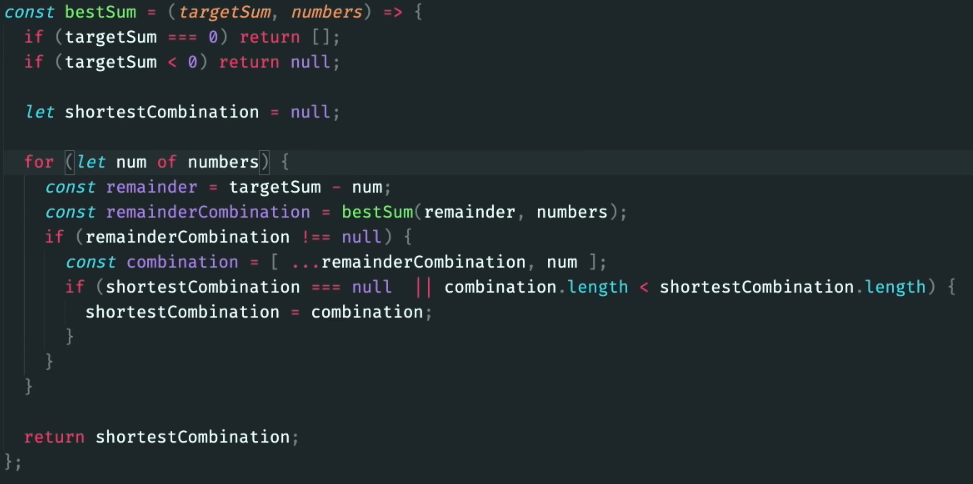 const bestSum = (targetSum, numbers) => {
  if (targetSum === 0) return [];
  if (targetSum < 0) return null;

  let shortestCombination = null;

  for (let num of numbers) {
    const remainder = targetSum - num;
    const remainderCombination = bestSum(remainder, numbers);
    if (remainderCombination !== null) {
      const combination = [ ...remainderCombination, num ];
      if (shortestCombination === null  || combination.length < shortestCombination.length) {
        shortestCombination = combination;
      }
    }
  }

  return shortestCombination;
};